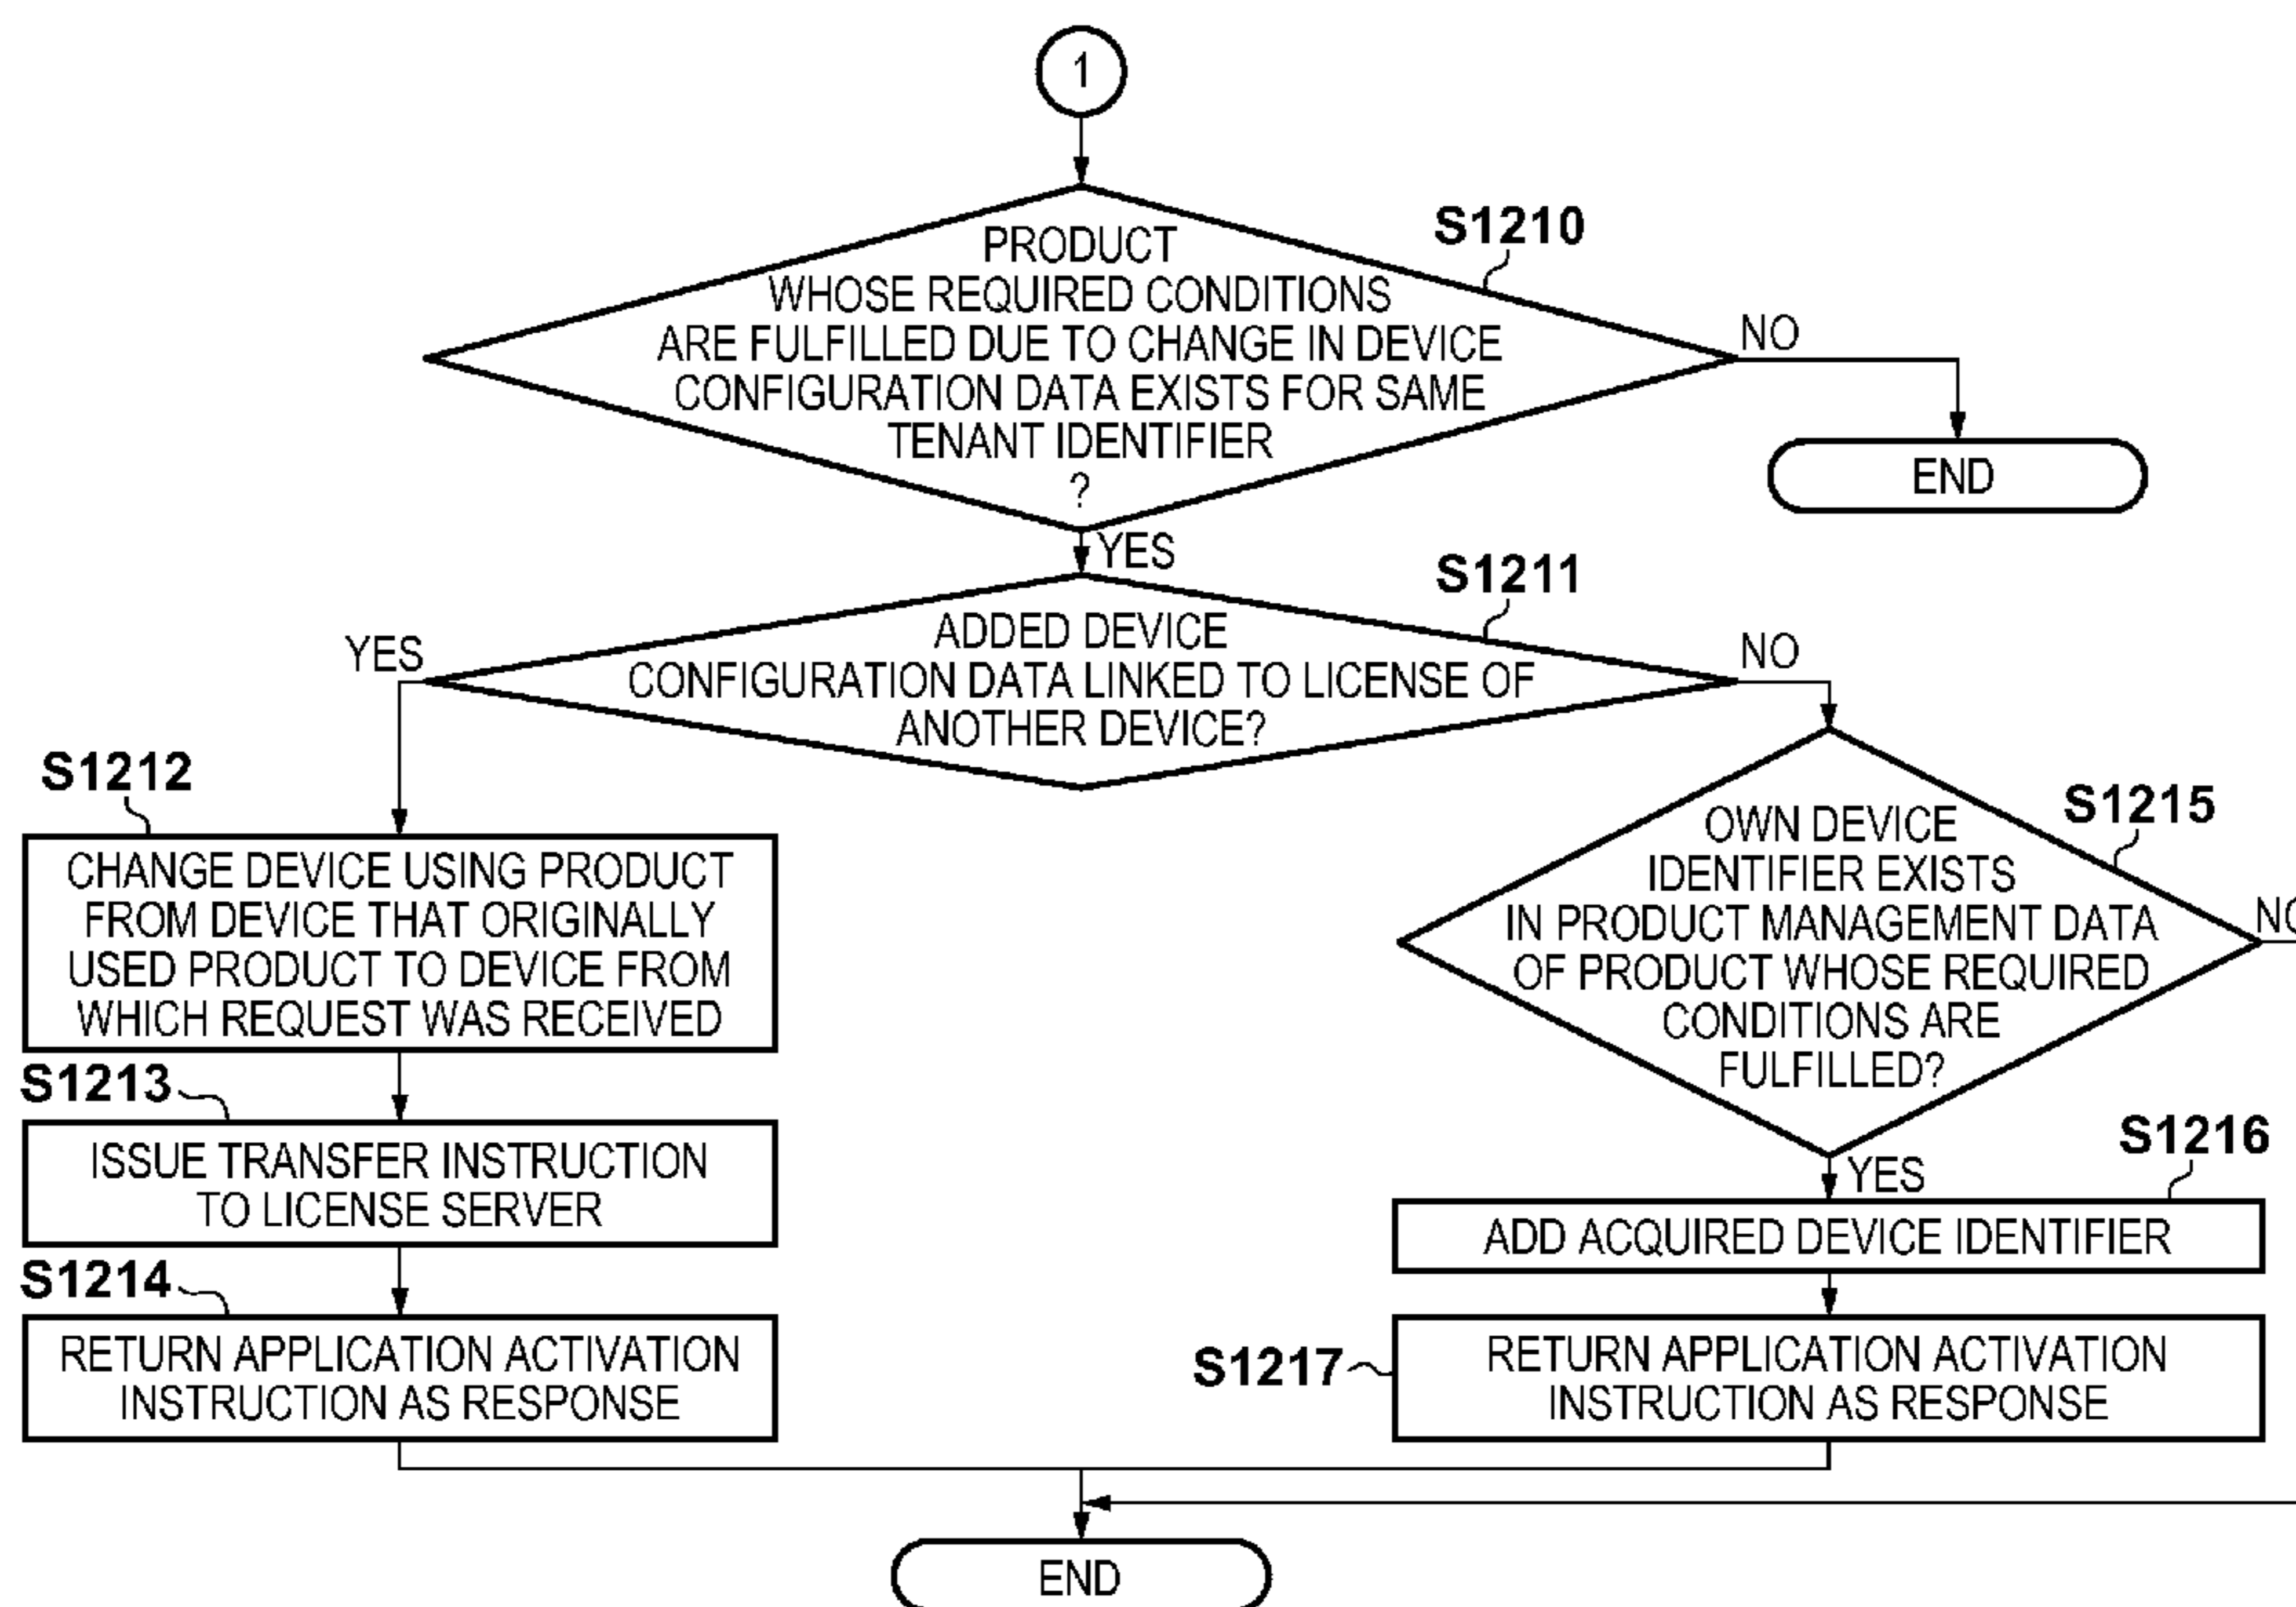 1
S1210
PRODUCT
WHOSE REQUIRED CONDITIONS
ARE FULFILLED DUE TO CHANGE IN DEVICE
CONFIGURATION DATA EXISTS FOR SAME
TENANT IDENTIFIER
?
NO
END
YES
S1211
ADDED DEVICE
CONFIGURATION DATA LINKED TO LICENSE OF
ANOTHER DEVICE?
YES
NO
S1212
CHANGE DEVICE USING PRODUCT
FROM DEVICE THAT ORIGINALLY
USED PRODUCT TO DEVICE FROM
WHICH REQUEST WAS RECEIVED
S1213
ISSUE TRANSFER INSTRUCTION
TO LICENSE SERVER
S1214
RETURN APPLICATION ACTIVATION
INSTRUCTION AS RESPONSE
S1215
OWN DEVICE
IDENTIFIER EXISTS
IN PRODUCT MANAGEMENT DATA
OF PRODUCT WHOSE REQUIRED
CONDITIONS ARE
FULFILLED?
NO
YES
S1216
ADD ACQUIRED DEVICE IDENTIFIER
S1217
RETURN APPLICATION ACTIVATION
INSTRUCTION AS RESPONSE
END